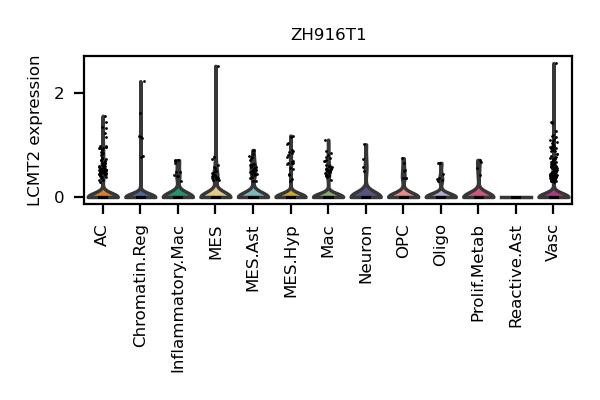 ZH916T1
LCMT2 expression
2
0
AC
Chromatin.Reg
Inflammatory.Mac
MES
MES.Ast
MES.Hyp
Mac
Neuron
OPC
Oligo
Prolif.Metab
Reactive.Ast
Vasc